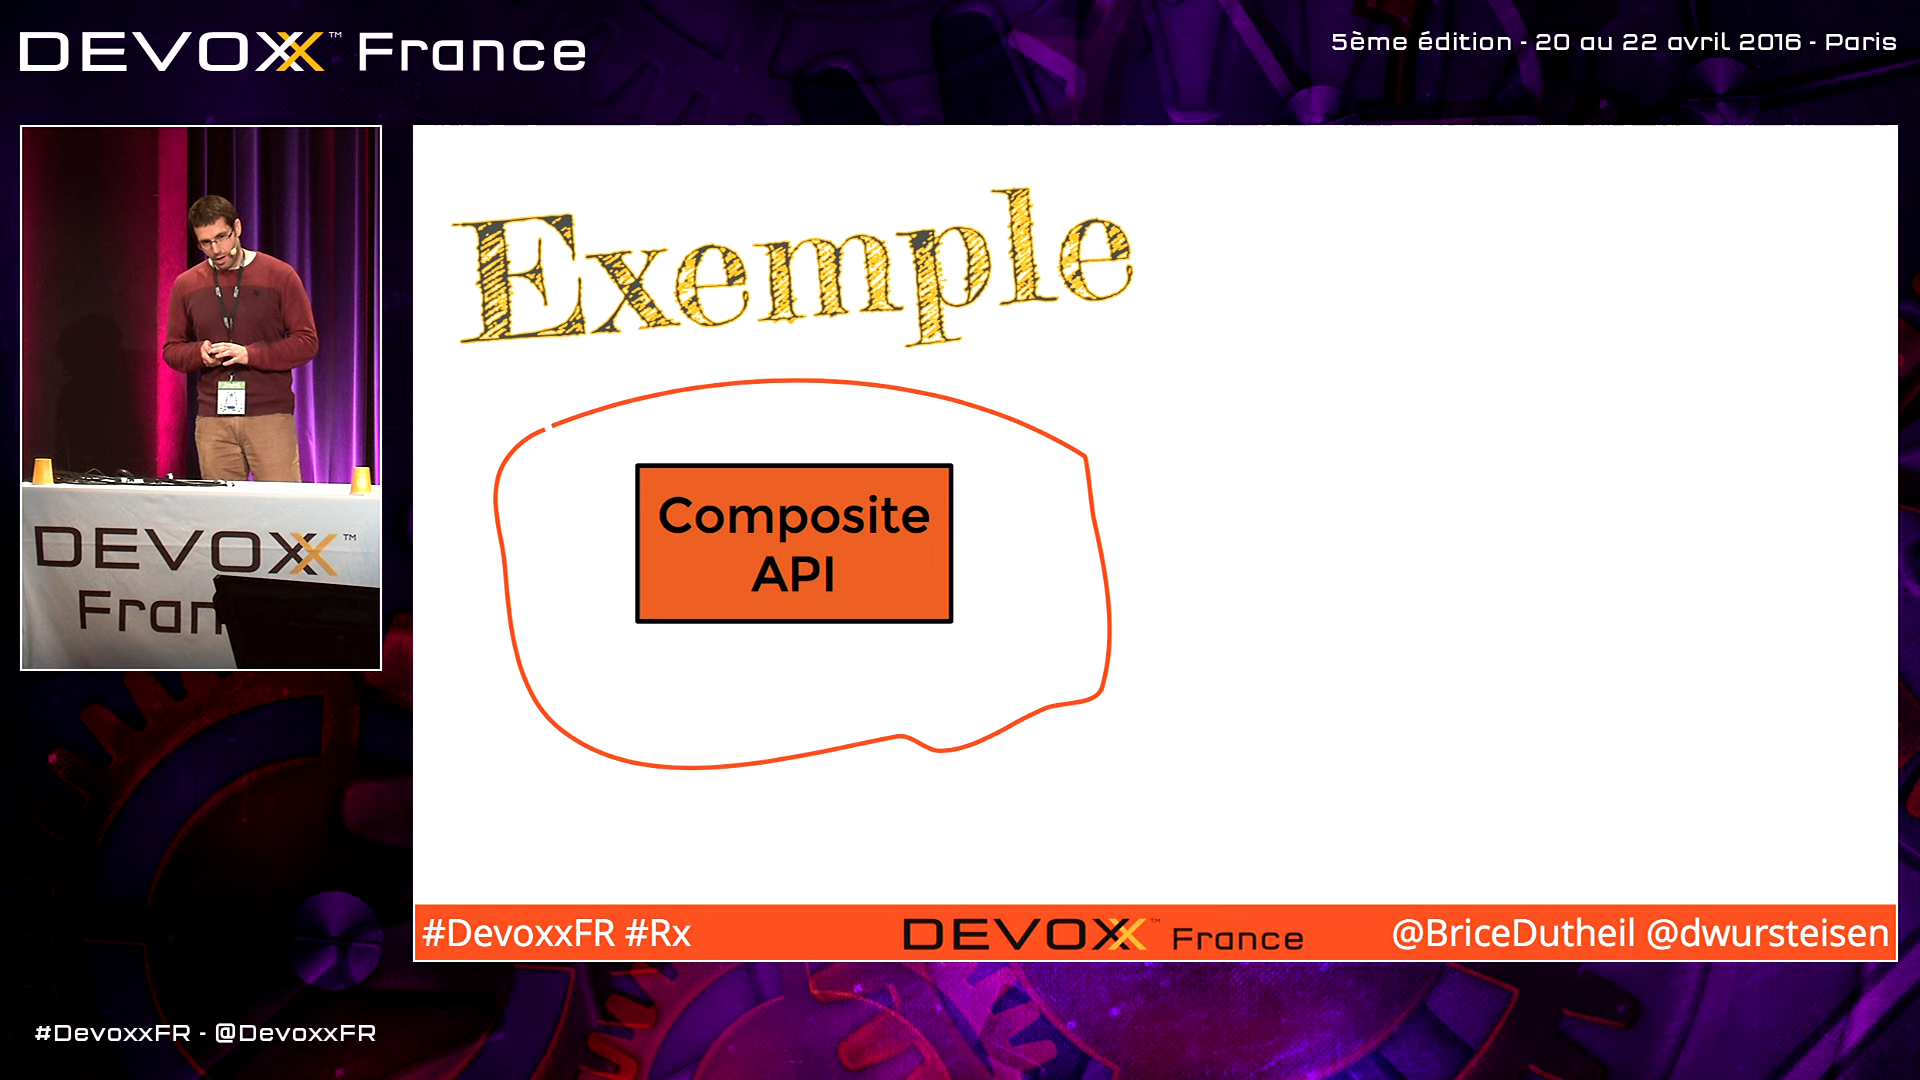 DEVOXX™ France
5ème édition - 20 au 22 avril 2016 - Paris
Exemple
Composite
API
DEVOXX™
Fran
#DevoxxFR #Rx
DEVOXX™ France
@BriceDutheil @dwursteisen
#DevoxxFR - @DevoxxFR